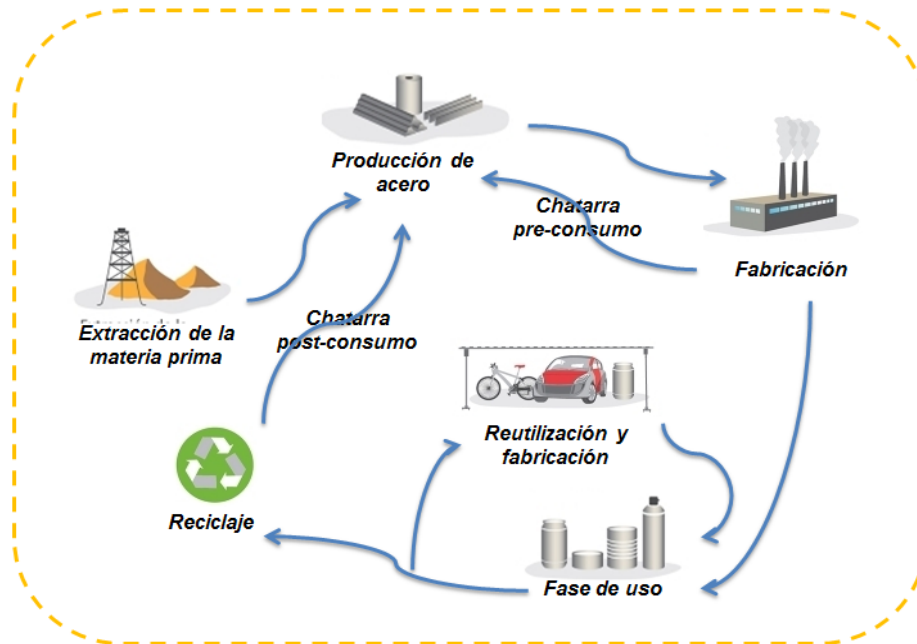 Producción de
acero
Chatarra
pre-consumo
Fabricación
Extracción de la
materia prima
Chatarra
post-consumo
Reutilización y
fabricación
Reciclaje
Fase de uso